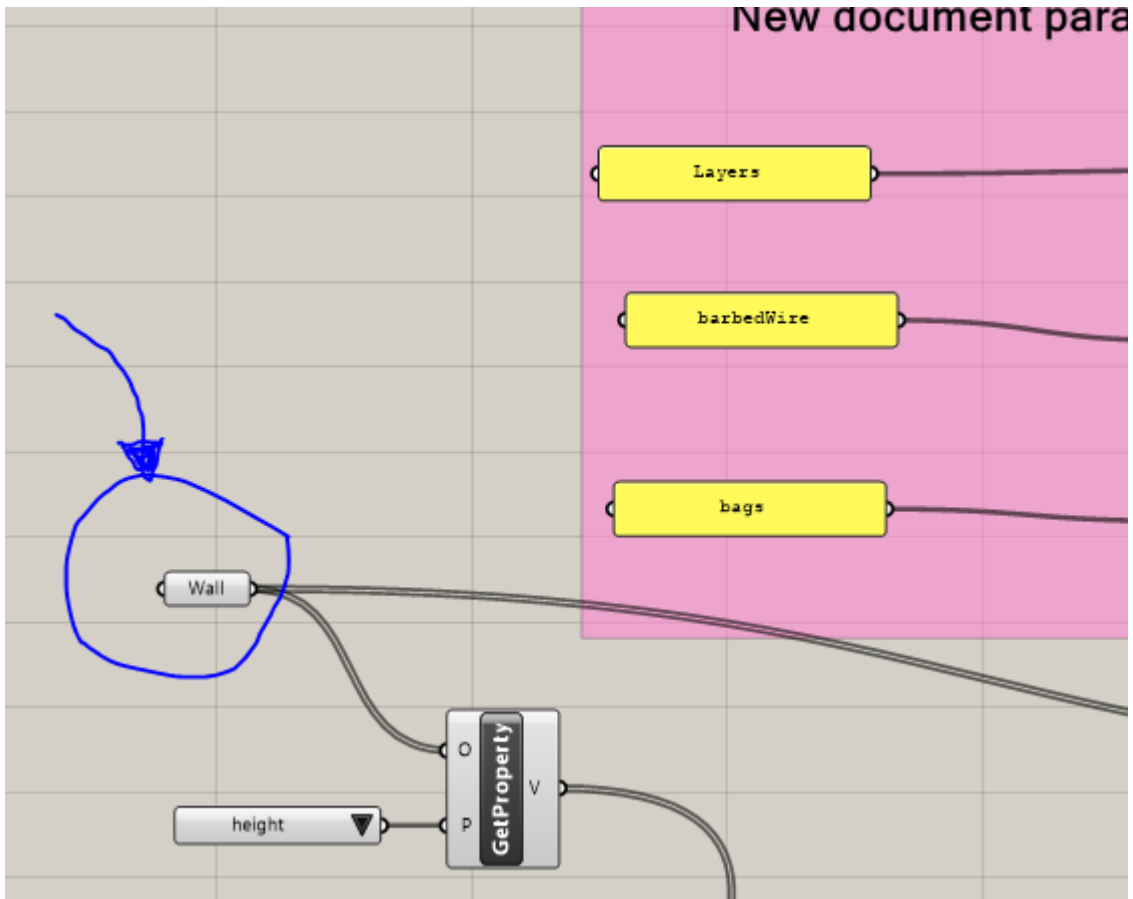 New document para
Layers
barbedWire
bags
Wall
O
GetProperty
V
height
P